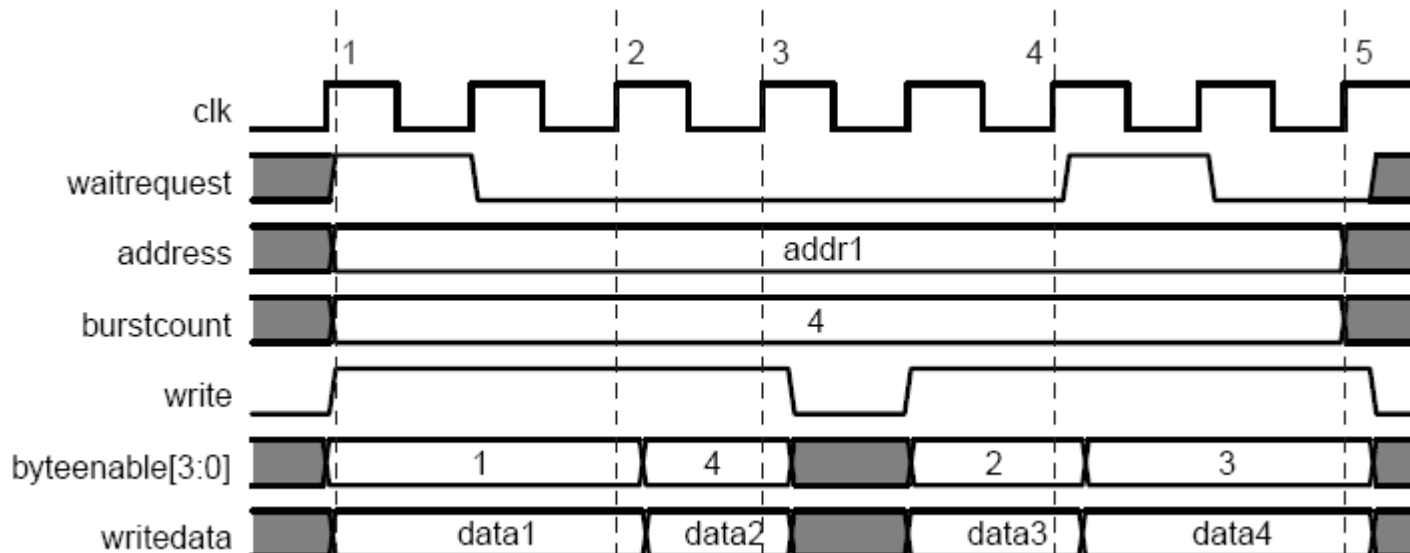 1 2 3 4 5
clk
waitrequest
address addr1
burstcount 4
write
byteenable[3:0] 1 4 2 3
writedata data1 data2 data3 data4